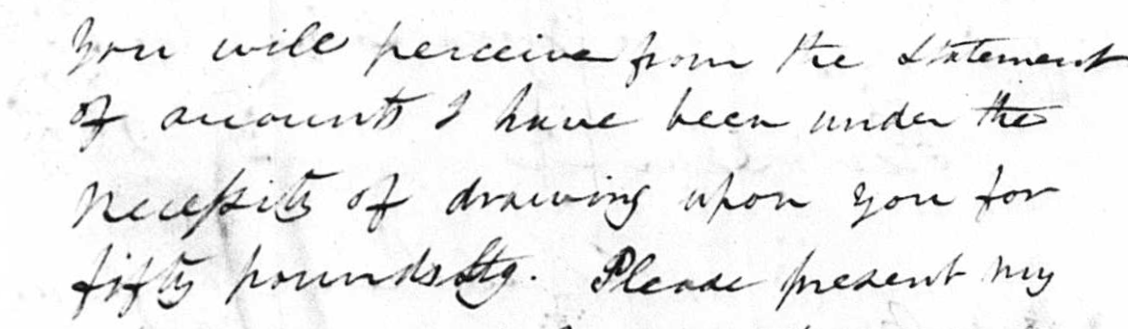 You will perceive from the Statement
of accounts I have been under the
Necessity of drawing upon you for
fifty pounds Stg. Please present my